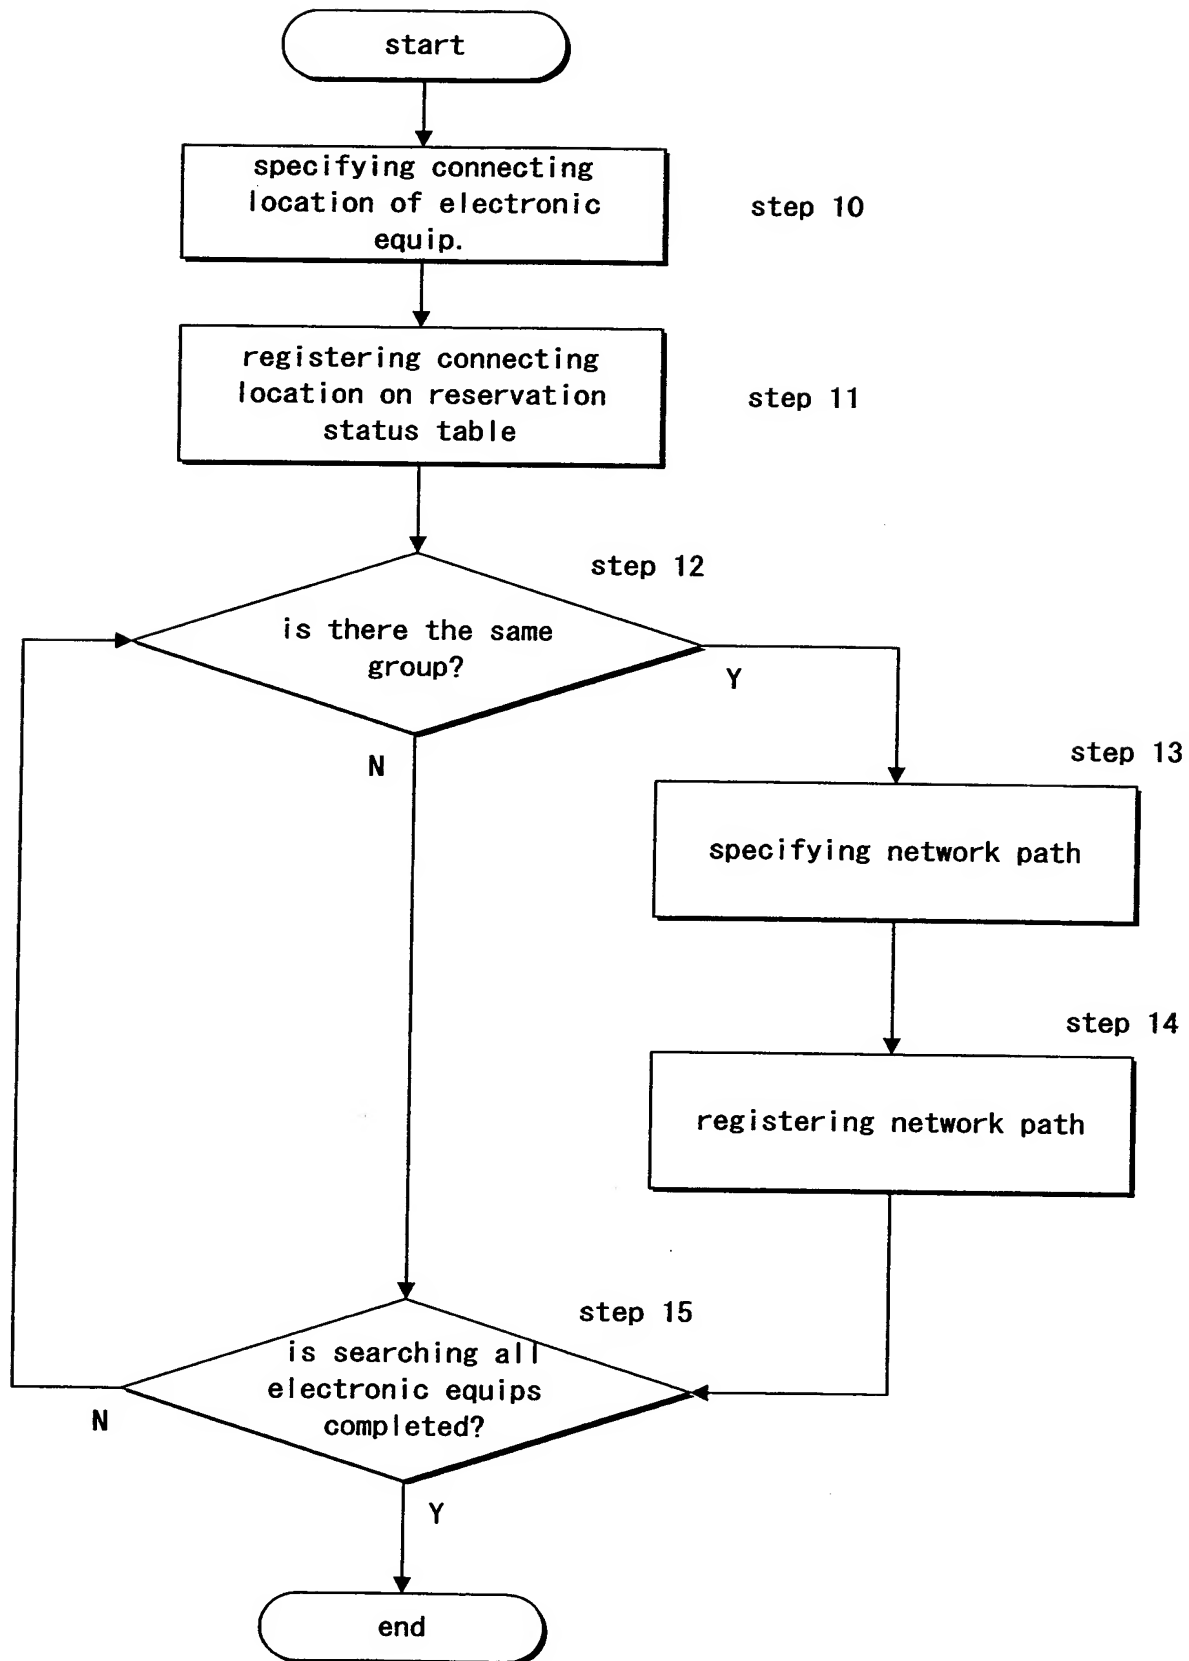 start
specifying connecting
location of electronic
equip.
step 10
registering connecting
location on reservation
status table
step 11
step 12
is there the same
group?
Y
N
step 13
specifying network path
step 14
registering network path
step 15
is searching all
electronic equips
completed?
N
Y
end